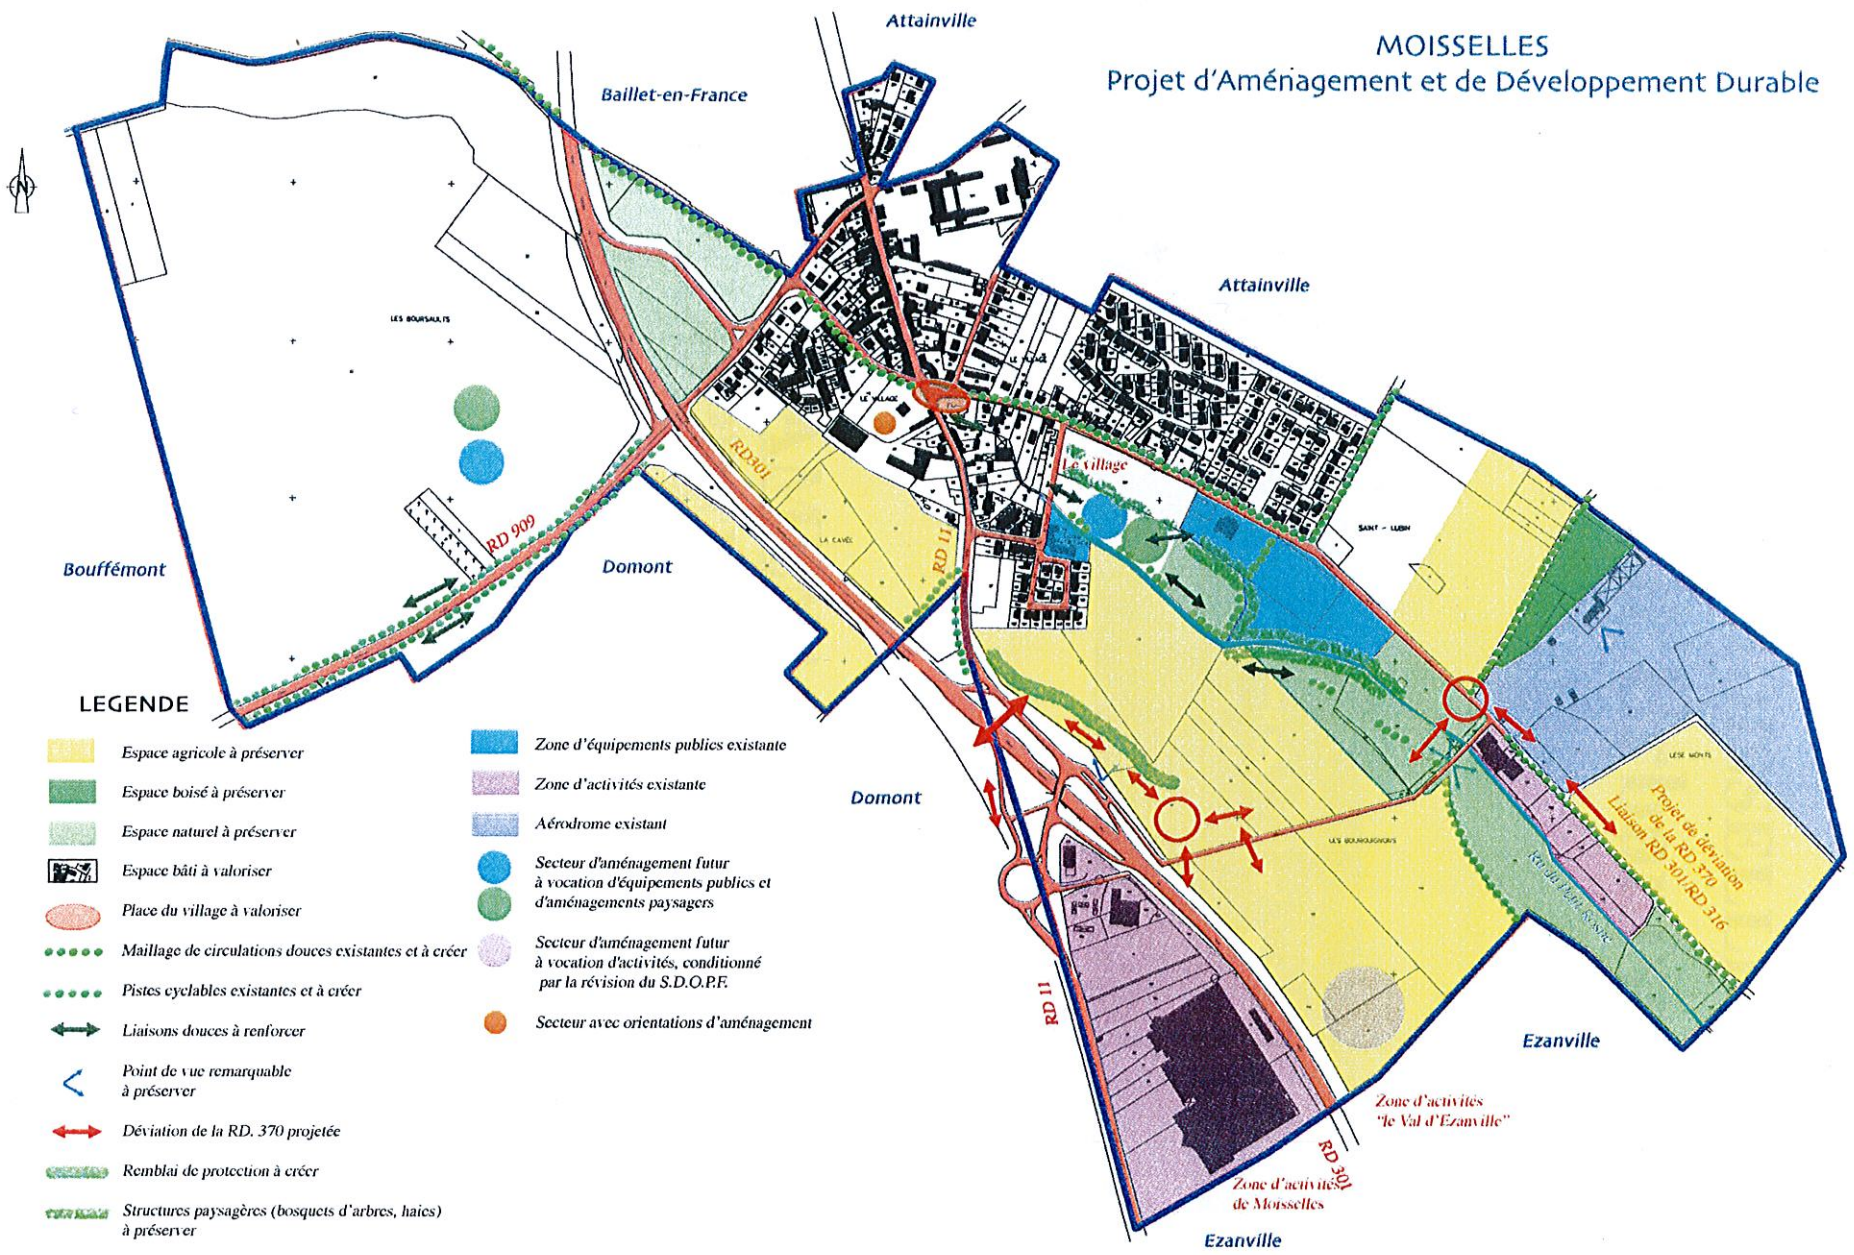 MOISSELLES
Projet d'Aménagement et de Développement Durable
Attainville
Baillet-en-France
Attainville
N
LES BOURSAULTS
LE VILLAGE
LE VILLAGE
Le village
RD301
RD 909
LA CAVÉE
RD 11
SAINT - LUBIN
Bouffémont
Domont
Domont
LES BOURGUIGNONS
Projet de déviation
de la RD 370
Liaison RD 301/RD 316
RD 11
Ezanville
Zone d'activités
"le Val d'Ezanville"
RD 301
Zone d'activités
de Moisselles
Ezanville
LEGENDE
Espace agricole à préserver
Espace boisé à préserver
Espace naturel à préserver
Espace bâti à valoriser
Place du village à valoriser
Maillage de circulations douces existantes et à créer
Pistes cyclables existantes et à créer
Liaisons douces à renforcer
Point de vue remarquable
à préserver
Déviation de la RD. 370 projetée
Remblai de protection à créer
Structures paysagères (bosquets d'arbres, haies)
à préserver
Zone d'équipements publics existante
Zone d'activités existante
Aérodrome existant
Secteur d'aménagement futur
à vocation d'équipements publics et
d'aménagements paysagers
Secteur d'aménagement futur
à vocation d'activités, conditionné
par la révision du S.D.O.P.F.
Secteur avec orientations d'aménagement